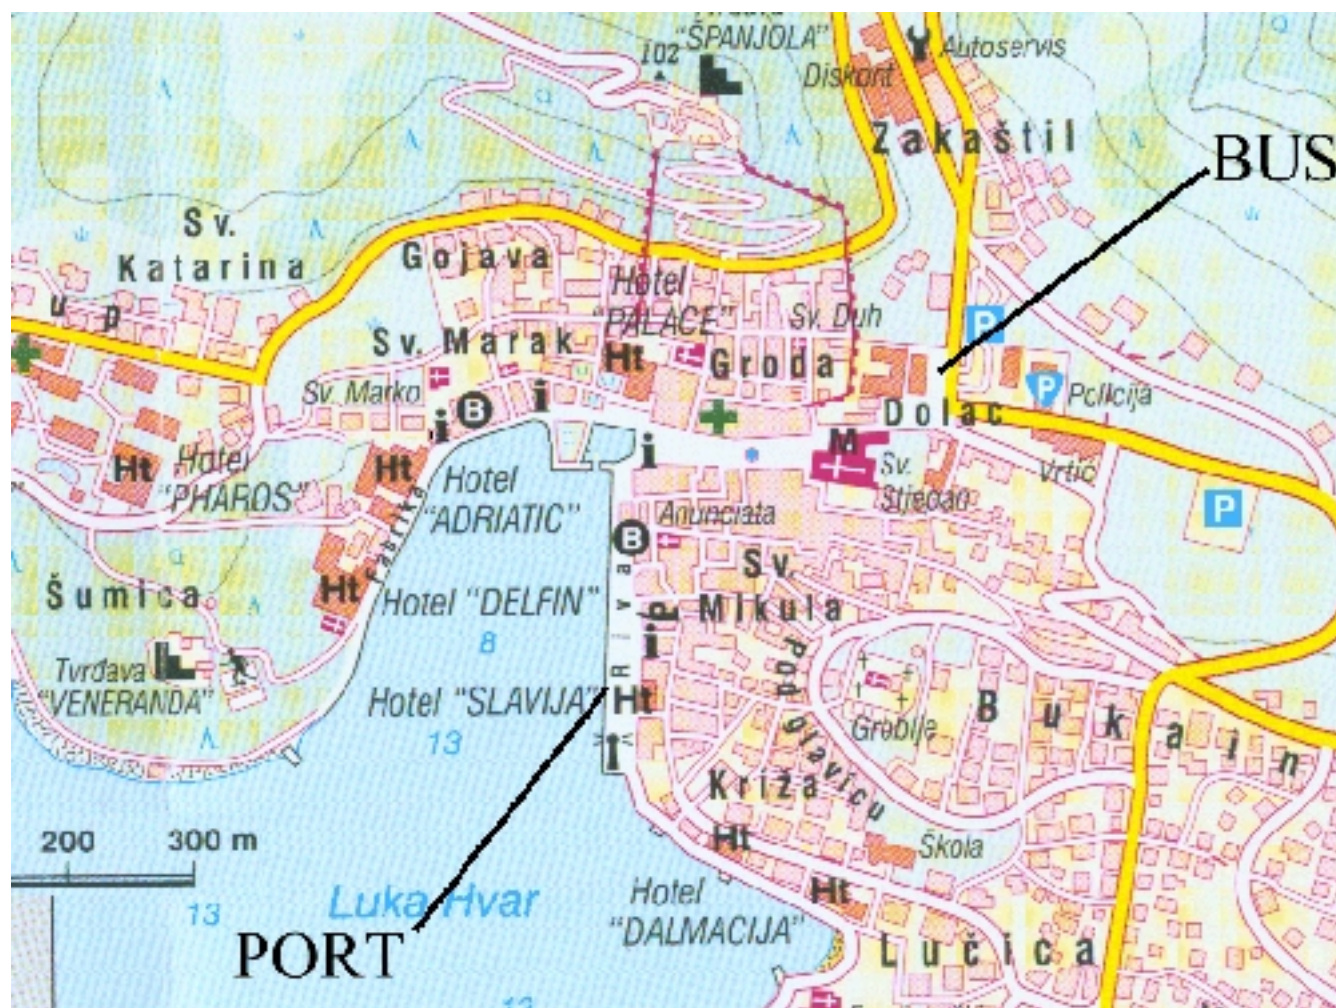 "ŠPANJOLA"
102
Autoservis
Diskont
Zakaštil
BUS
Sv.
Katarina
Gojava
up
Hotel
"PALACE"
Sv. Duh
P
Sv. Marak
Ht
Groda
Sv. Marko
P
Policija
B
i
i
Dolac
M
i
Ht
Hotel
"PHAROS"
Ht
Hotel
"ADRIATIC"
Sv.
Stjepan
Vrtić
P
Fabrika
Anunciata
B
Riva
Sv.
Mikula
Šumica
Ht
Hotel "DELFIN"
P
i
8
Pod glavicu
Tvrđava
"VENERANDA"
Hotel "SLAVIJA"
Ht
Groblje
Bukain
13
Križa
200
300 m
Ht
Škola
Luka Hvar
13
Hotel
"DALMACIJA"
Ht
PORT
Lučica